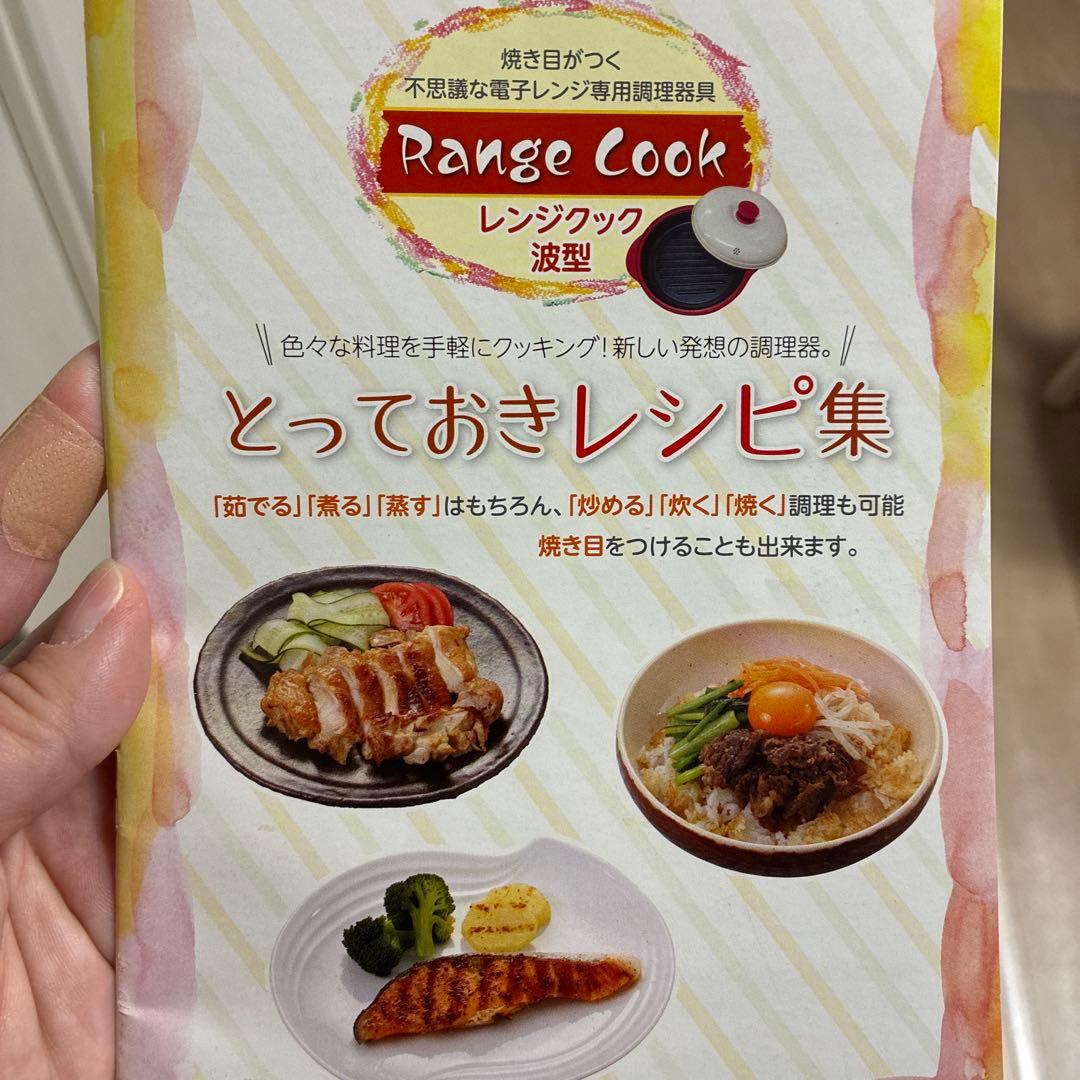 焼き目がつく
不思議な電子レンジ専用調理器具
Range Cook
レンジクック
波型
色々な料理を手軽にクッキング!新しい発想の調理器。
とっておきレシピ集
「茹でる」「煮る」「蒸す」はもちろん、「炒める」「炊く」「焼く」調理も可能
焼き目をつけることも出来ます。